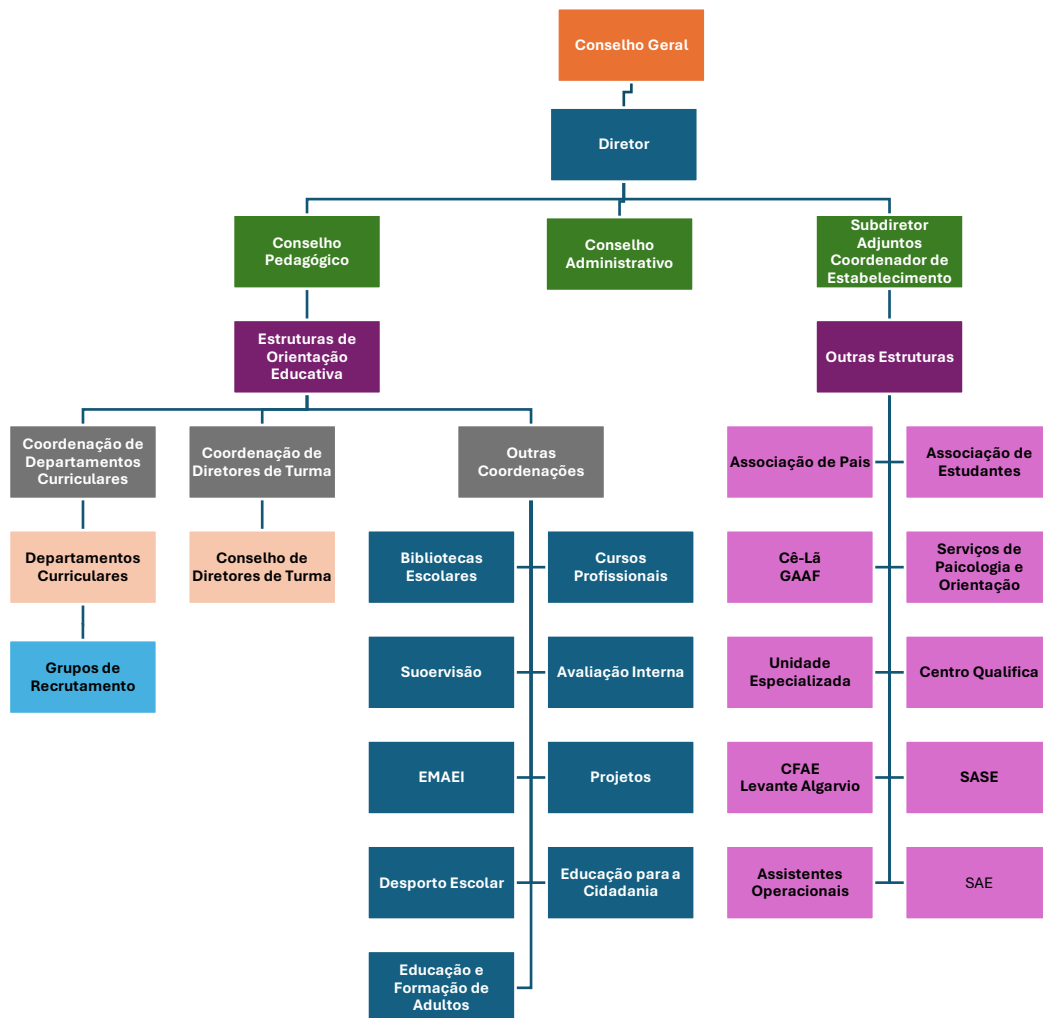 Conselho Geral
Diretor
Conselho
Pedagógico
Conselho
Administrativo
Subdiretor
Adjuntos
Coordenador de
Estabelecimento
Estruturas de
Orientação
Educativa
Outras Estruturas
Coordenação de
Departamentos
Curriculares
Coordenação de
Diretores de Turma
Outras
Coordenações
Associação de Pais
Associação de
Estudantes
Departamentos
Curriculares
Conselho de
Diretores de Turma
Bibliotecas
Escolares
Cursos
Profissionais
Cê-Lã
GAAF
Serviços de
Paicologia e
Orientação
Grupos de
Recrutamento
Suoervisão
Avaliação Interna
Unidade
Especializada
Centro Qualifica
EMAEI
Projetos
CFAE
Levante Algarvio
SASE
Desporto Escolar
Educação para a
Cidadania
Assistentes
Operacionais
SAE
Educação e
Formação de
Adultos